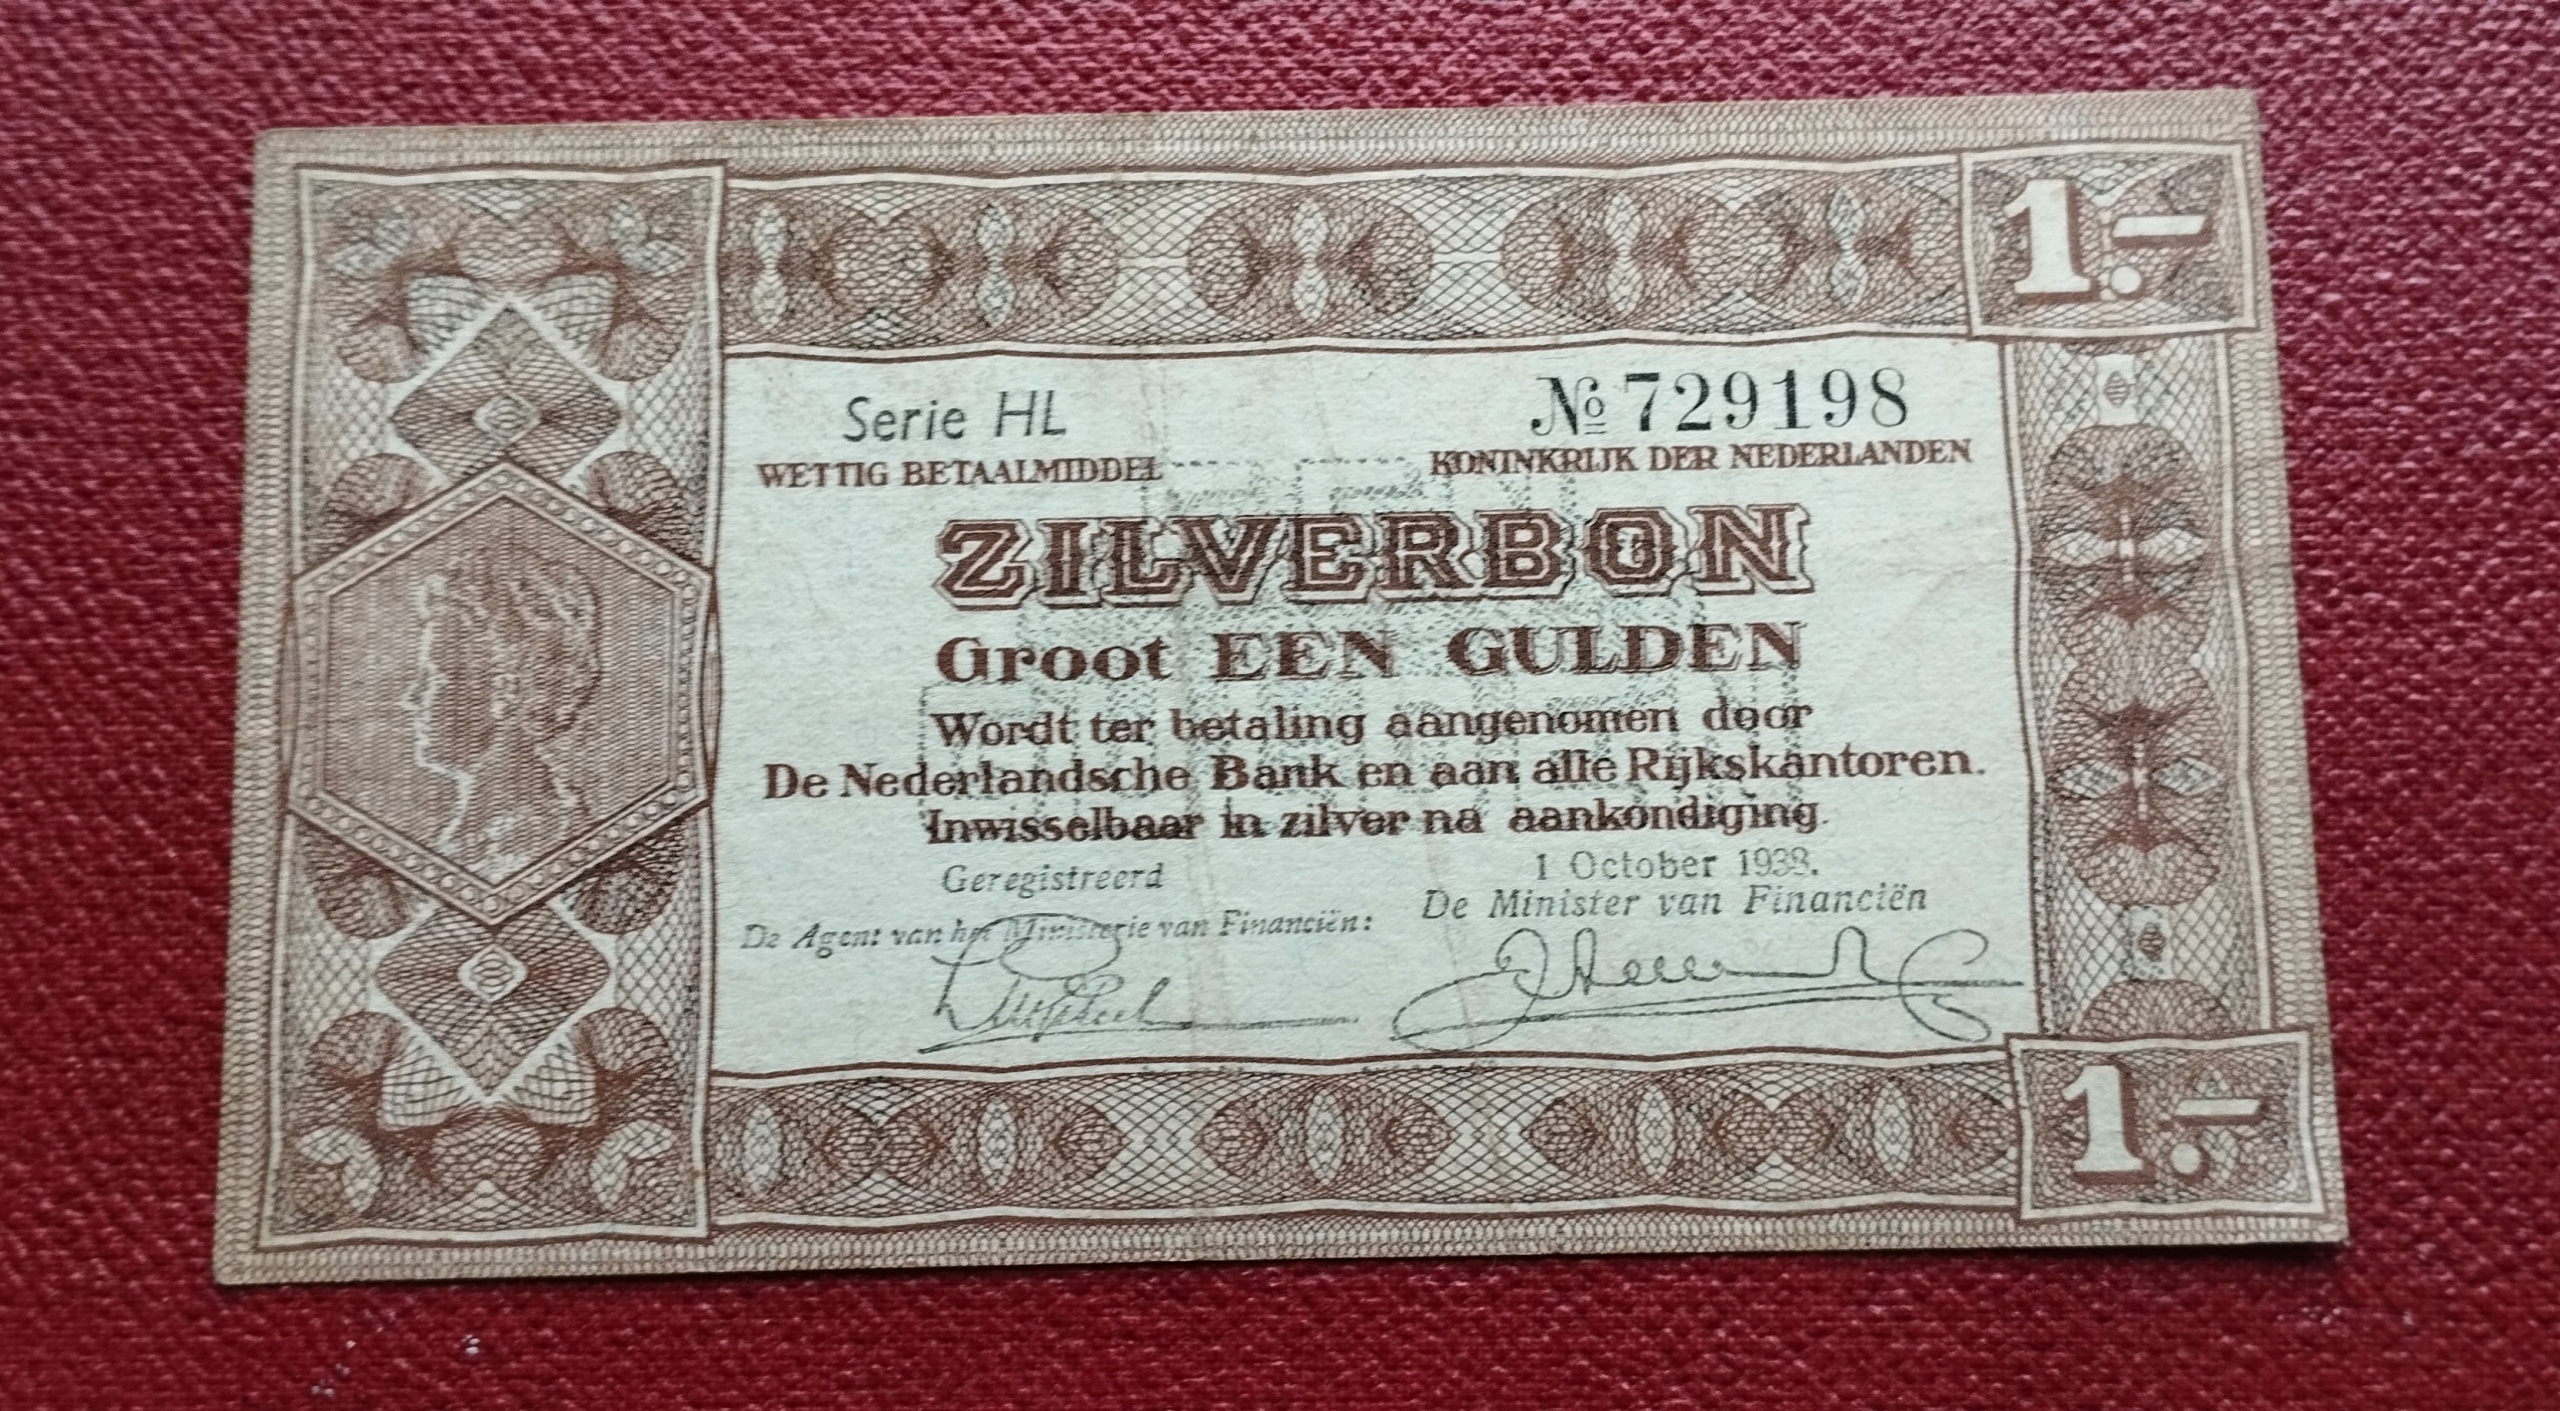 1.-
Serie HL № 729198
WETTIG BETAALMIDDEL KONINKRIJK DER NEDERLANDEN
ZILVERBON
Groot EEN GULDEN
Wordt ter betaling aangenomen door
De Nederlandsche Bank en aan alle Rijkskantoren.
Inwisselbaar in zilver na aankondiging.
Geregistreerd 1 October 1938.
De Agent van het Ministerie van Financiën: De Minister van Financiën
1.-